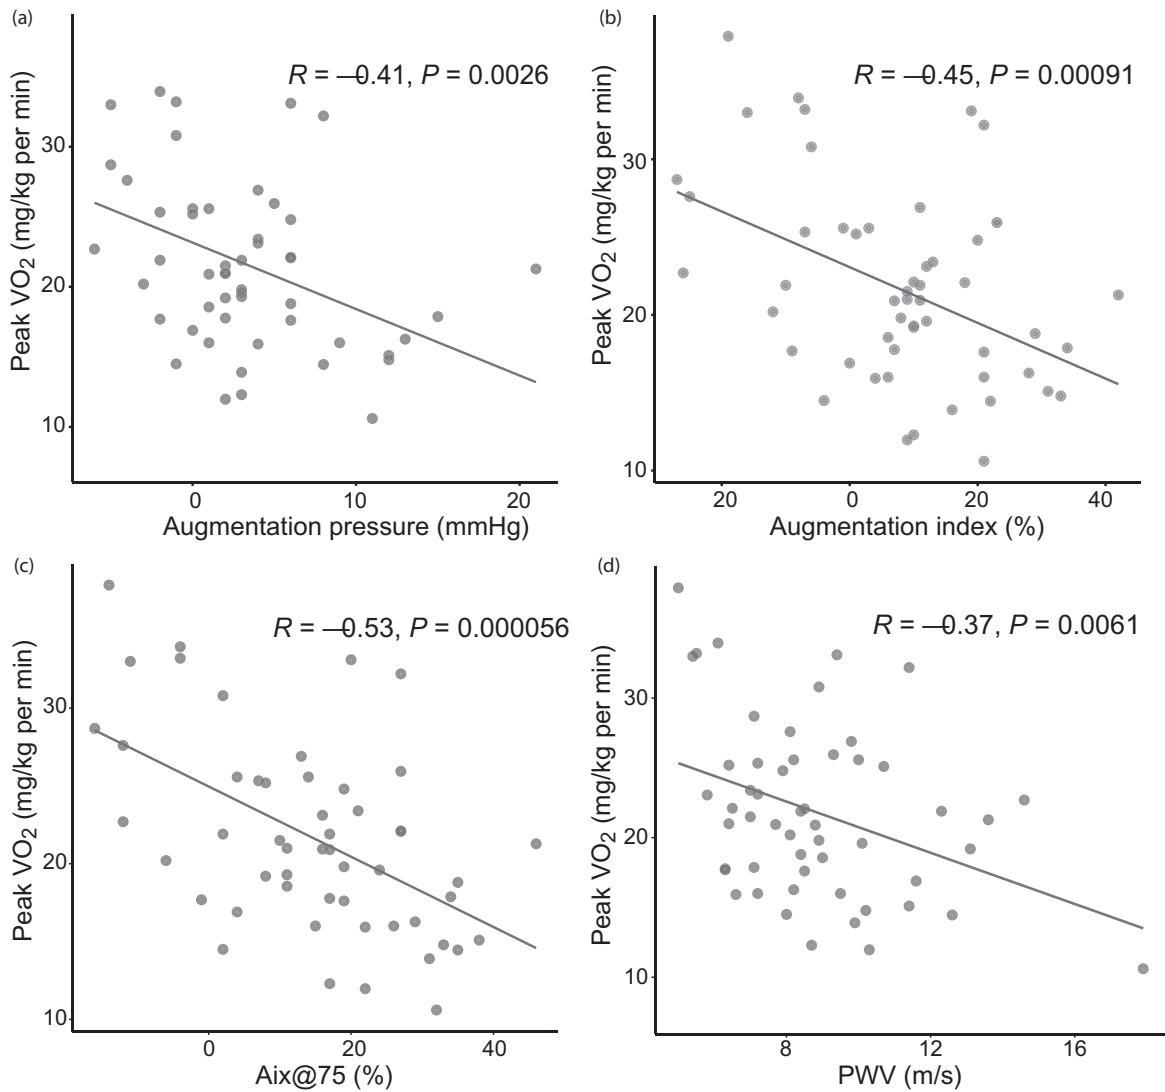 (a)
R = –0.41, P = 0.0026
Peak VO2 (mg/kg per min)
30
20
10
0 10 20
Augmentation pressure (mmHg)
(b)
R = –0.45, P = 0.00091
Peak VO2 (mg/kg per min)
30
20
10
20 0 20 40
Augmentation index (%)
(c)
R = –0.53, P = 0.000056
Peak VO2 (mg/kg per min)
30
20
10
0 20 40
Aix@75 (%)
(d)
R = –0.37, P = 0.0061
Peak VO2 (mg/kg per min)
30
20
10
8 12 16
PWV (m/s)